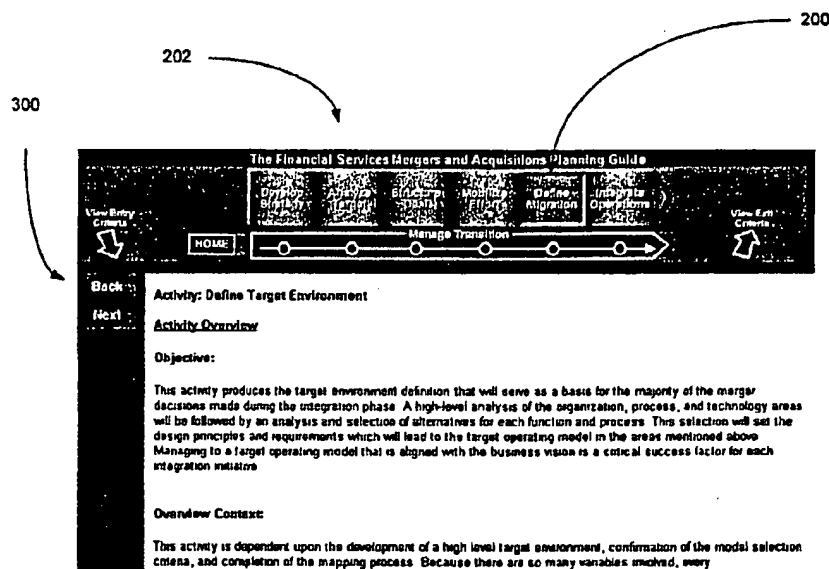 200
202
300
The Financial Services Mergers and Acquisitions Planning Guide
Develop Strategy
Analyze
Structure Deal
Mobilize Effort
Define Migration
Integrate Operations
View Entry Criteria
View Exit Criteria
HOME
Manage Transition
Back
Next
Activity: Define Target Environment
Activity Overview
Objective:
This activity produces the target environment definition that will serve as a basis for the majority of the merger
decisions made during the integration phase. A high-level analysis of the organization, process, and technology areas
will be followed by an analysis and selection of alternatives for each function and process. This selection will set the
design principles and requirements which will lead to the target operating model in the areas mentioned above
Managing to a target operating model that is aligned with the business vision is a critical success factor for each
integration initiative
Overview Context:
This activity is dependent upon the development of a high level target environment, confirmation of the model selection
criteria, and completion of the mapping process. Because there are so many variables involved, every